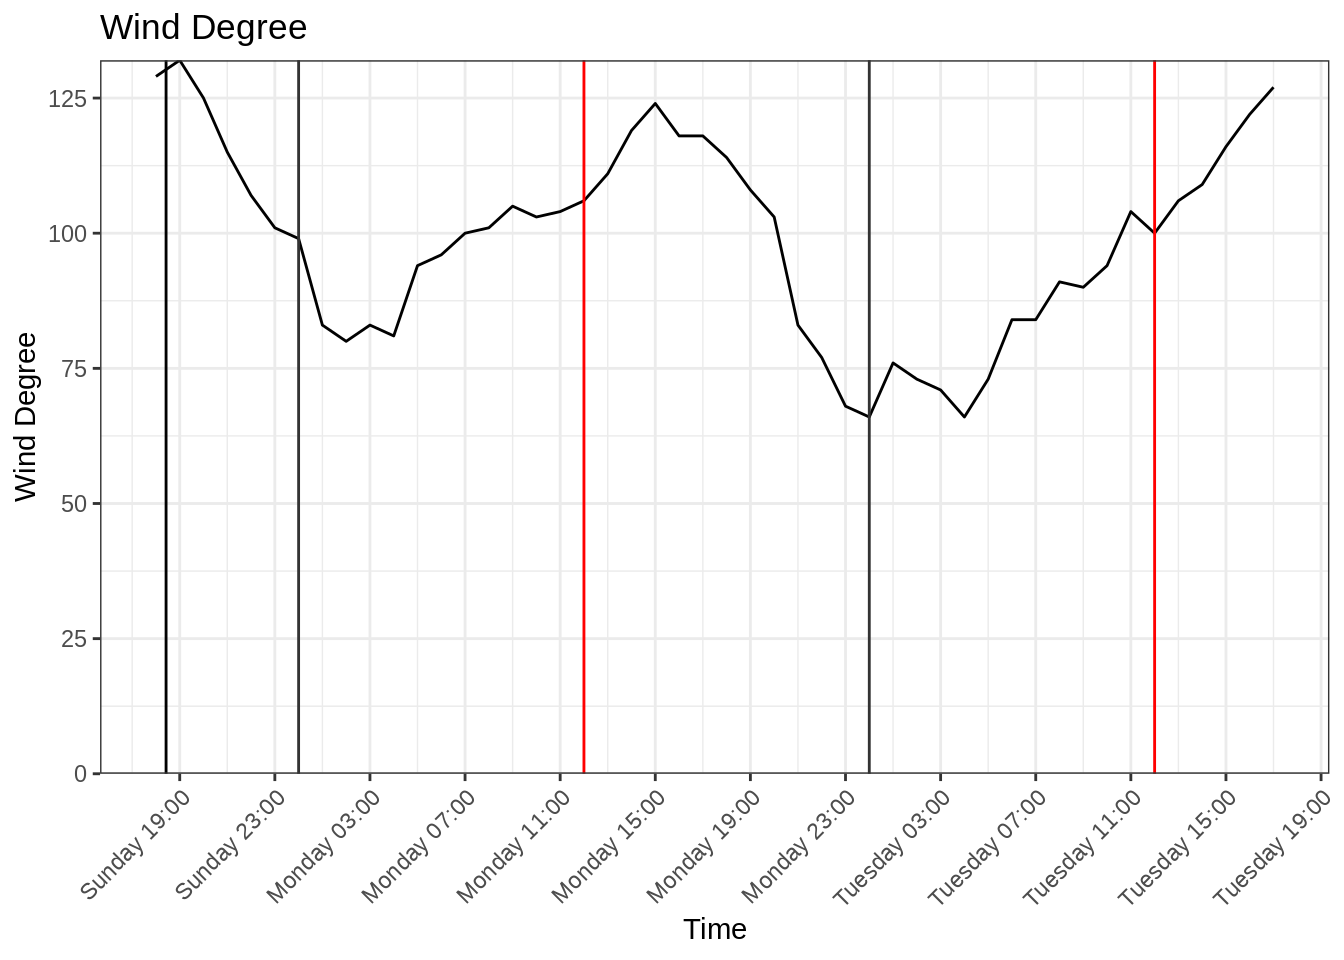 Wind Degree
Wind Degree
125
100
75
50
25
0
Sunday 19:00
Sunday 23:00
Monday 03:00
Monday 07:00
Monday 11:00
Monday 15:00
Monday 19:00
Monday 23:00
Tuesday 03:00
Tuesday 07:00
Tuesday 11:00
Tuesday 15:00
Tuesday 19:00
Time